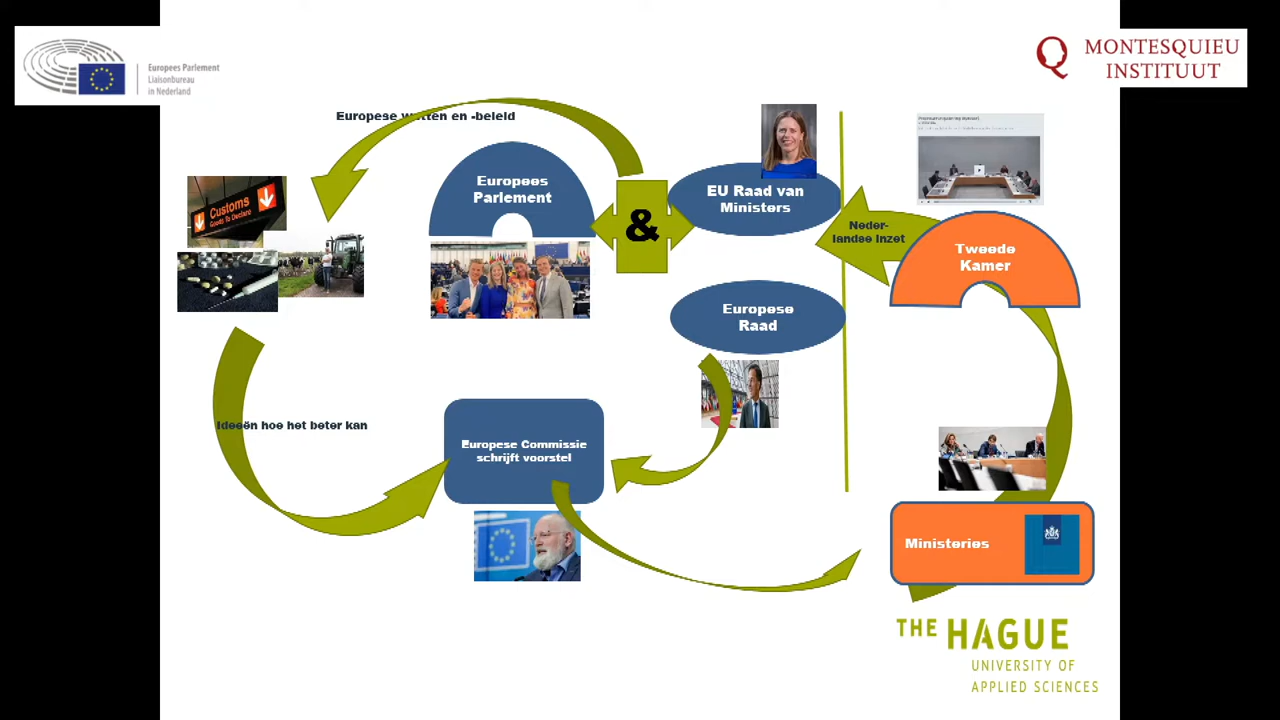 Europees Parlement
Liaisonbureau
in Nederland
MONTESQUIEU
INSTITUUT
Europese wetten en -beleid
Customs
Goods To Declare
Europees
Parlement
&
EU Raad van
Ministers
Neder-
landse inzet
Tweede
Kamer
Europese
Raad
Ideeën hoe het beter kan
Europese Commissie
schrijft voorstel
Ministeries
THE HAGUE
UNIVERSITY OF
APPLIED SCIENCES